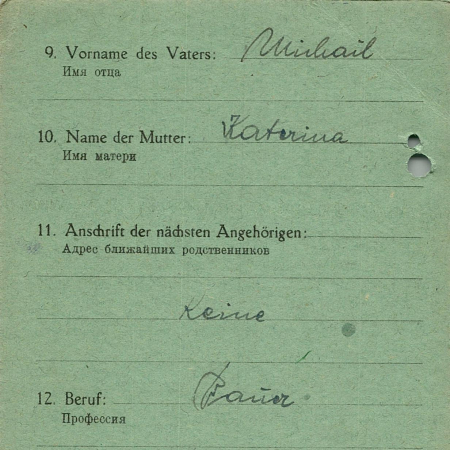 9. Vorname des Vaters: Michail
Имя отца
10. Name der Mutter: Katerina
Имя матери
11. Anschrift der nächsten Angehörigen:
Адрес ближайших родственников
Keine
12. Beruf: Bauer
Профессия